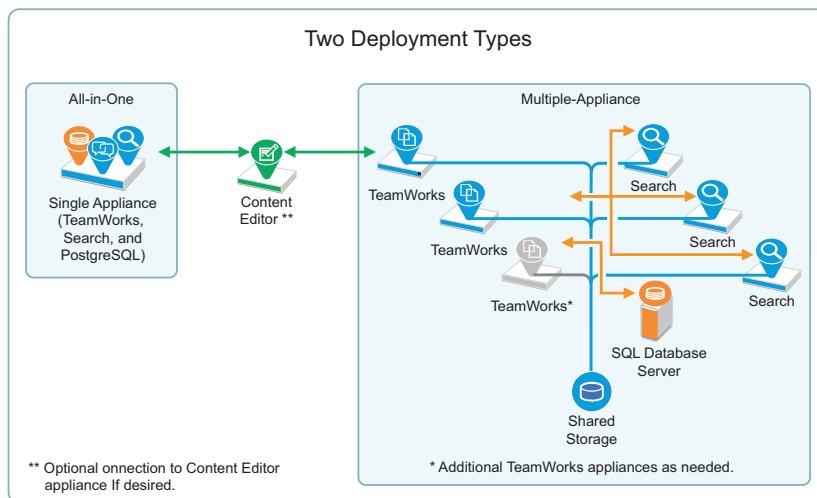 Two Deployment Types
All-in-One
Single Appliance
(TeamWorks,
Search, and
PostgreSQL)
Content
Editor **
Multiple-Appliance
TeamWorks
Search
TeamWorks
Search
TeamWorks*
Search
SQL Database
Server
Shared
Storage
** Optional onnection to Content Editor
appliance If desired.
* Additional TeamWorks appliances as needed.